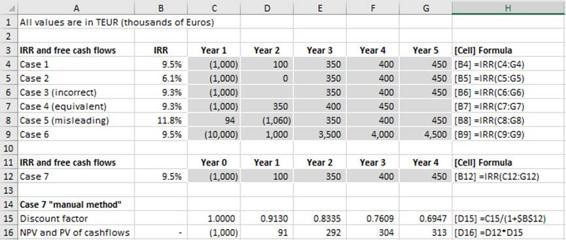 A B C D E F G H
1 All values are in TEUR (thousands of Euros)
2
3 IRR and free cash flows IRR Year 1 Year 2 Year 3 Year 4 Year 5 [Cell] Formula
4 Case 1 9.5% (1,000) 100 350 400 450 [B4] =IRR(C4:G4)
5 Case 2 6.1% (1,000) 0 350 400 450 [B5] =IRR(C5:G5)
6 Case 3 (incorrect) 9.3% (1,000) 350 400 450 [B6] =IRR(C6:G6)
7 Case 4 (equivalent) 9.3% (1,000) 350 400 450 [B7] =IRR(C7:G7)
8 Case 5 (misleading) 11.8% 94 (1,060) 350 400 450 [B8] =IRR(C8:G8)
9 Case 6 9.5% (10,000) 1,000 3,500 4,000 4,500 [B9] =IRR(C9:G9)
10
11 IRR and free cash flows Year 0 Year 1 Year 2 Year 3 Year 4 [Cell] Formula
12 Case 7 9.5% (1,000) 100 350 400 450 [B12] =IRR(C12:G12)
13
14 Case 7 "manual method"
15 Discount factor 1.0000 0.9130 0.8335 0.7609 0.6947 [D15] =C15/(1+$B$12)
16 NPV and PV of cashflows - (1,000) 91 292 304 313 [D16] =D12*D15